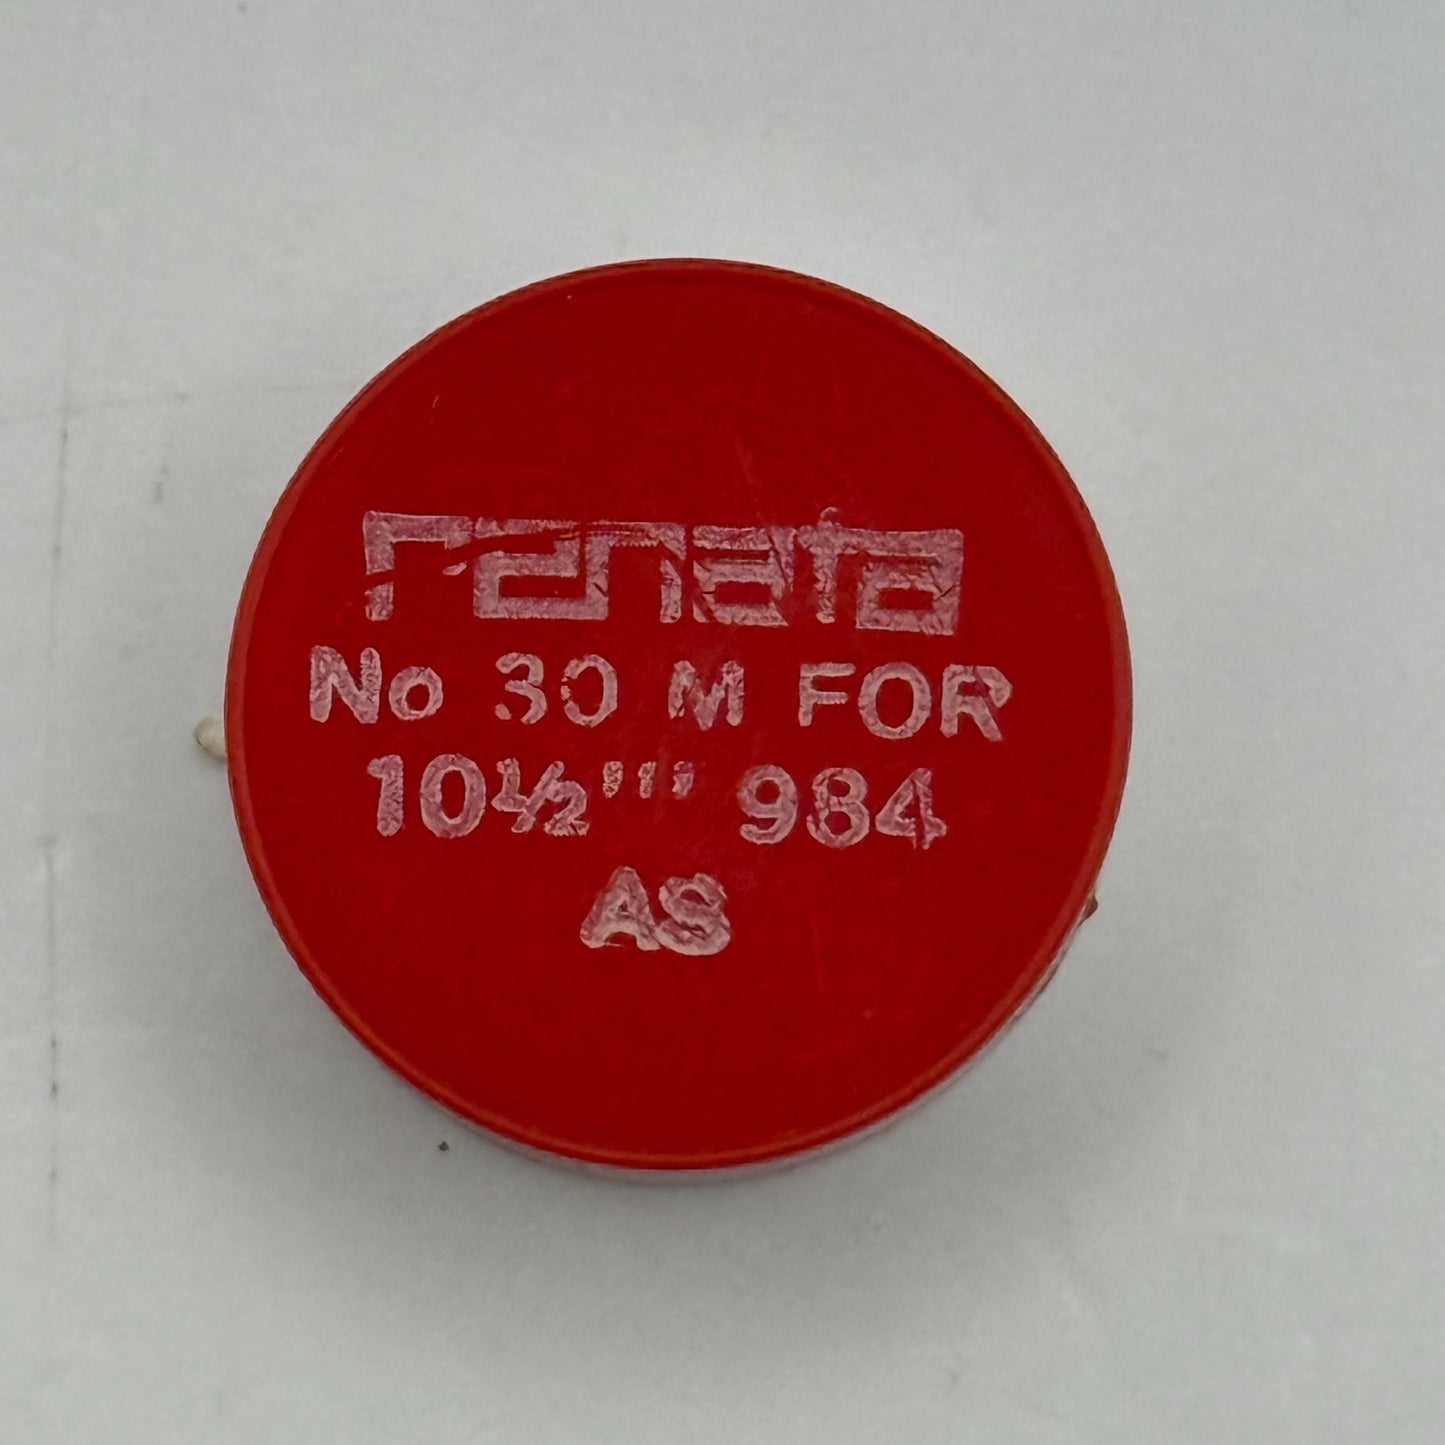 renata
No 30 M FOR
10½''' 984
AS